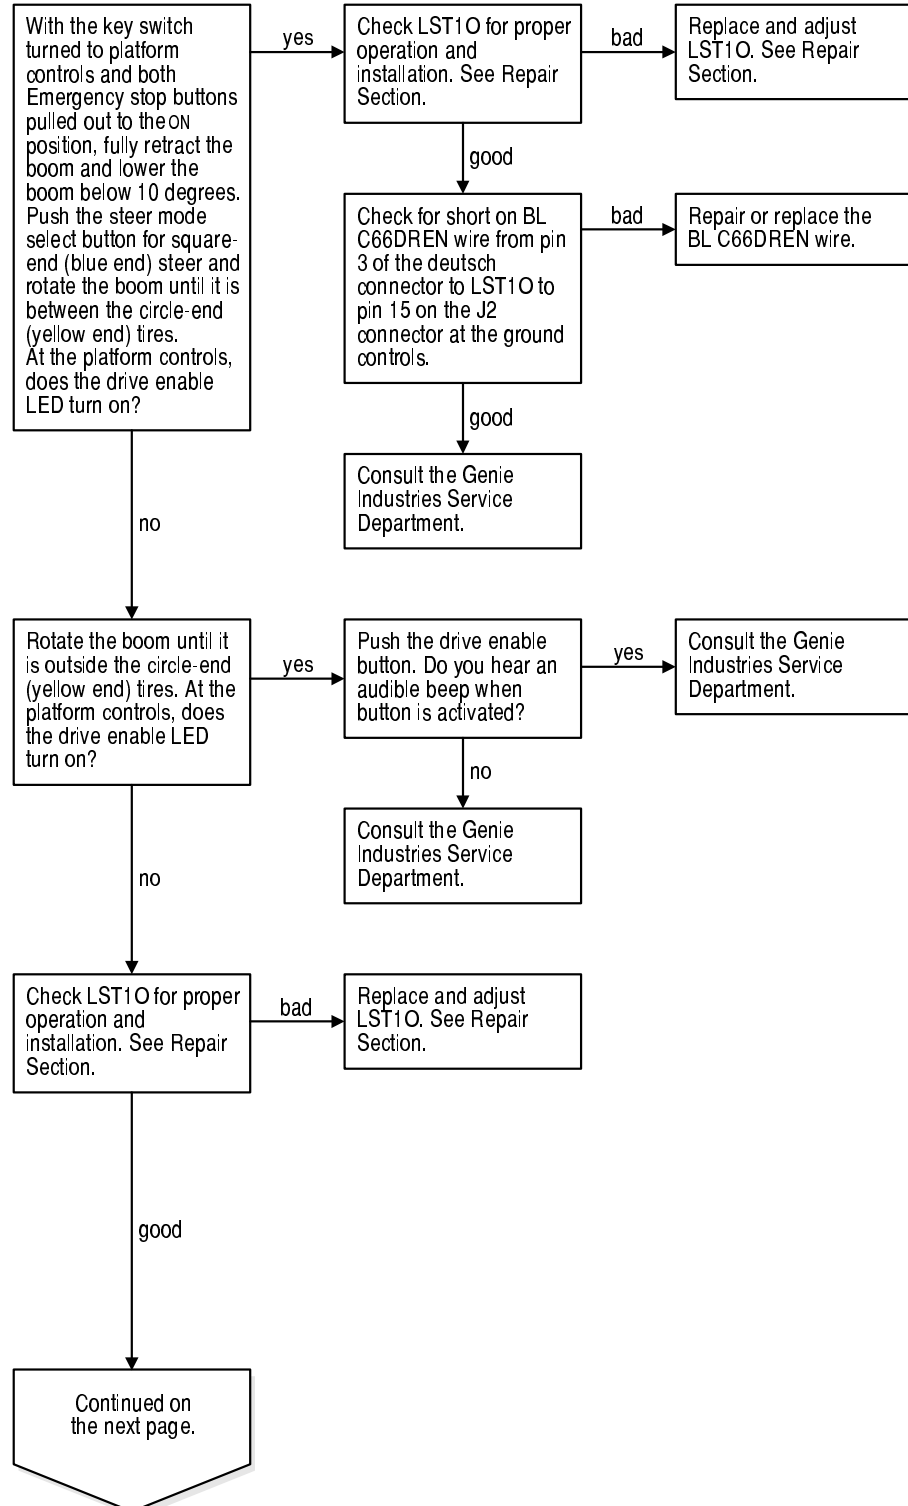 With the key switch
turned to platform
controls and both
Emergency stop buttons
pulled out to the ON
position, fully retract the
boom and lower the
boom below 10 degrees.
Push the steer mode
select button for square-
end (blue end) steer and
rotate the boom until it is
between the circle-end
(yellow end) tires.
At the platform controls,
does the drive enable
LED turn on?
yes
Check LST1O for proper
operation and
installation. See Repair
Section.
bad
Replace and adjust
LST1O. See Repair
Section.
good
Check for short on BL
C66DREN wire from pin
3 of the deutsch
connector to LST1O to
pin 15 on the J2
connector at the ground
controls.
bad
Repair or replace the
BL C66DREN wire.
good
Consult the Genie
Industries Service
Department.
no
Rotate the boom until it
is outside the circle-end
(yellow end) tires. At the
platform controls, does
the drive enable LED
turn on?
yes
Push the drive enable
button. Do you hear an
audible beep when
button is activated?
yes
Consult the Genie
Industries Service
Department.
no
Consult the Genie
Industries Service
Department.
no
Check LST1O for proper
operation and
installation. See Repair
Section.
bad
Replace and adjust
LST1O. See Repair
Section.
good
Continued on
the next page.